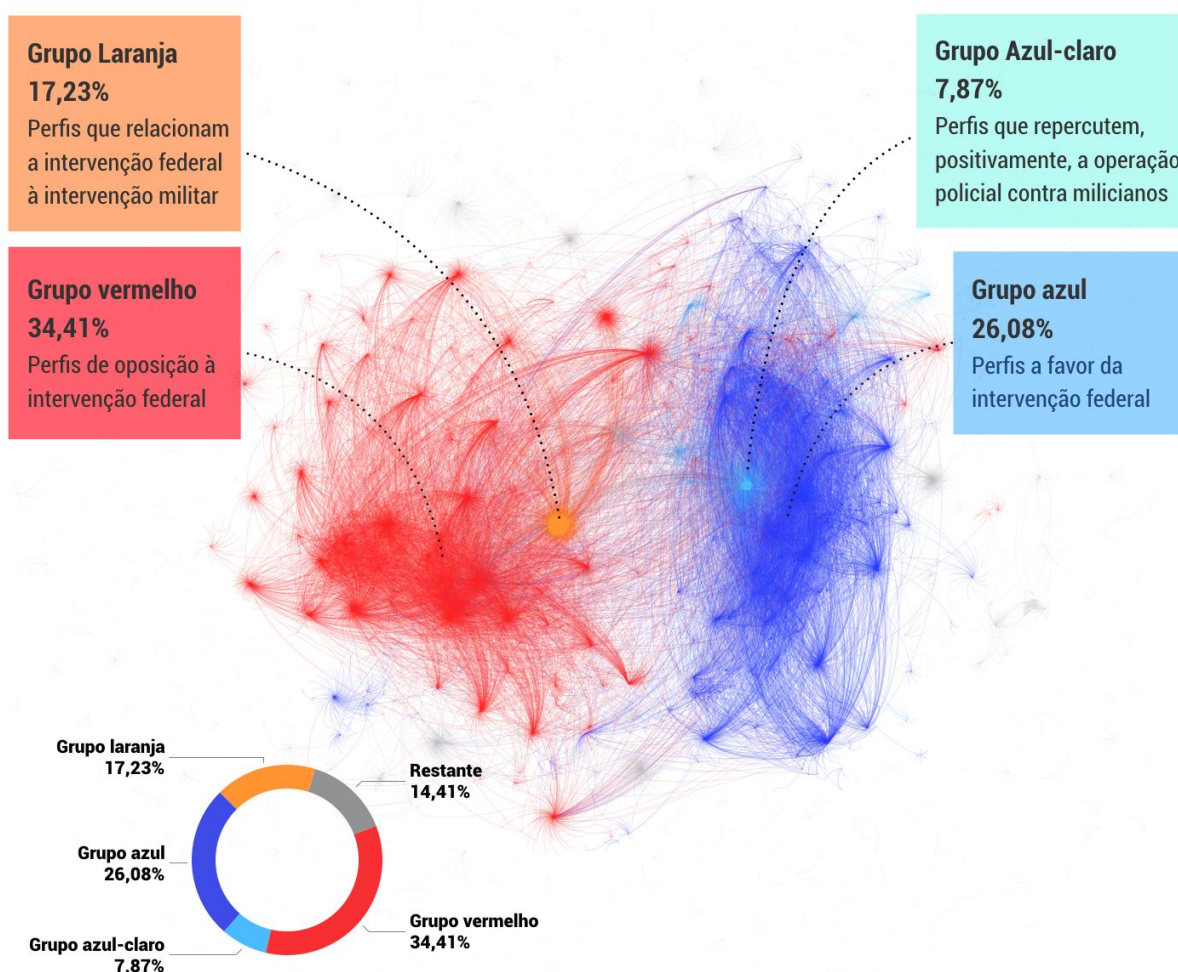 Grupo Laranja
17,23%
Perfis que relacionam
a intervenção federal
à intervenção militar
Grupo vermelho
34,41%
Perfis de oposição à
intervenção federal
Grupo Azul-claro
7,87%
Perfis que repercutem,
positivamente, a operação
policial contra milicianos
Grupo azul
26,08%
Perfis a favor da
intervenção federal
Grupo laranja
17,23%
Restante
14,41%
Grupo azul
26,08%
Grupo vermelho
34,41%
Grupo azul-claro
7,87%